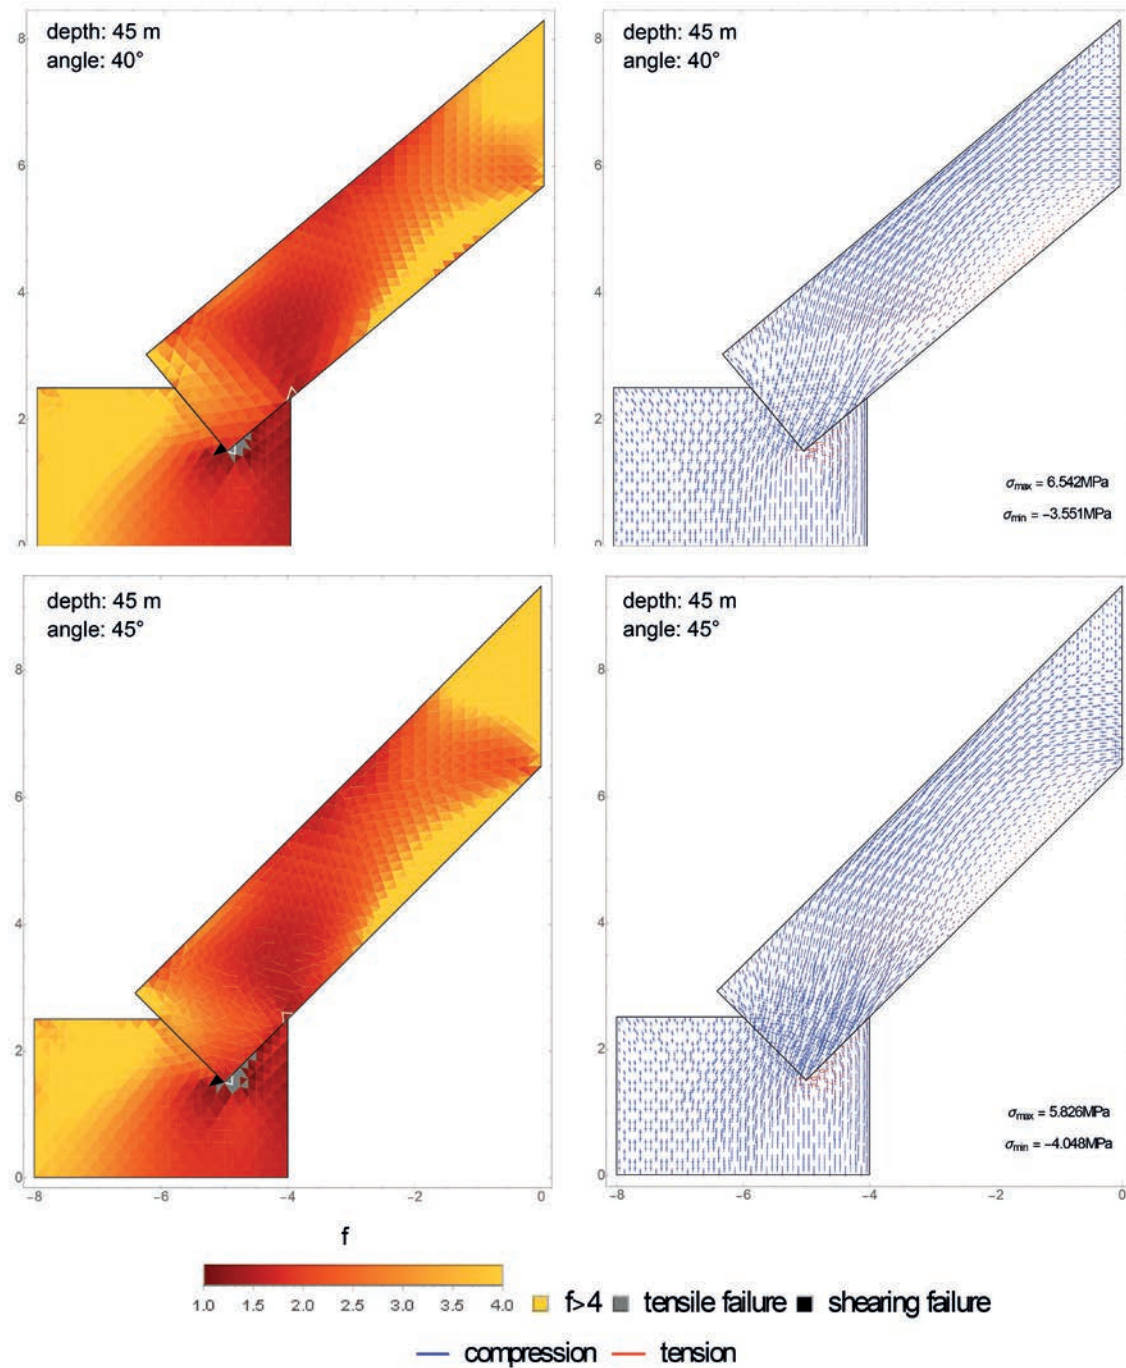 depth: 45 m
angle: 40°
8
6
4
2
0
depth: 45 m
angle: 40°
8
6
4
2
0
σmax = 6.542MPa
σmin = −3.551MPa
depth: 45 m
angle: 45°
8
6
4
2
0
−8 −6 −4 −2 0
depth: 45 m
angle: 45°
8
6
4
2
0
σmax = 5.826MPa
σmin = −4.048MPa
−8 −6 −4 −2 0
f
1.0 1.5 2.0 2.5 3.0 3.5 4.0
f>4 tensile failure shearing failure
compression tension